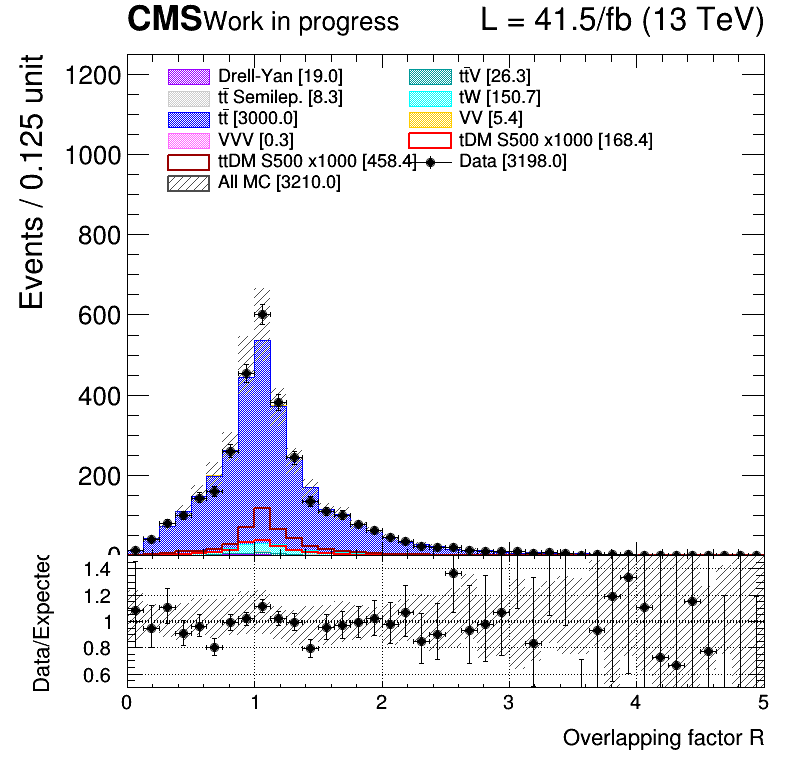 CMS Work in progress L = 41.5/fb (13 TeV)
Events / 0.125 unit
1200
1000
800
600
400
200
0
Drell-Yan [19.0]
tt̄V [26.3]
tt̄ Semilep. [8.3]
tW [150.7]
tt̄ [3000.0]
VV [5.4]
VVV [0.3]
tDM S500 x1000 [168.4]
ttDM S500 x1000 [458.4]
Data [3198.0]
All MC [3210.0]
Data/Expected
1.4
1.2
1
0.8
0.6
0 1 2 3 4 5
Overlapping factor R